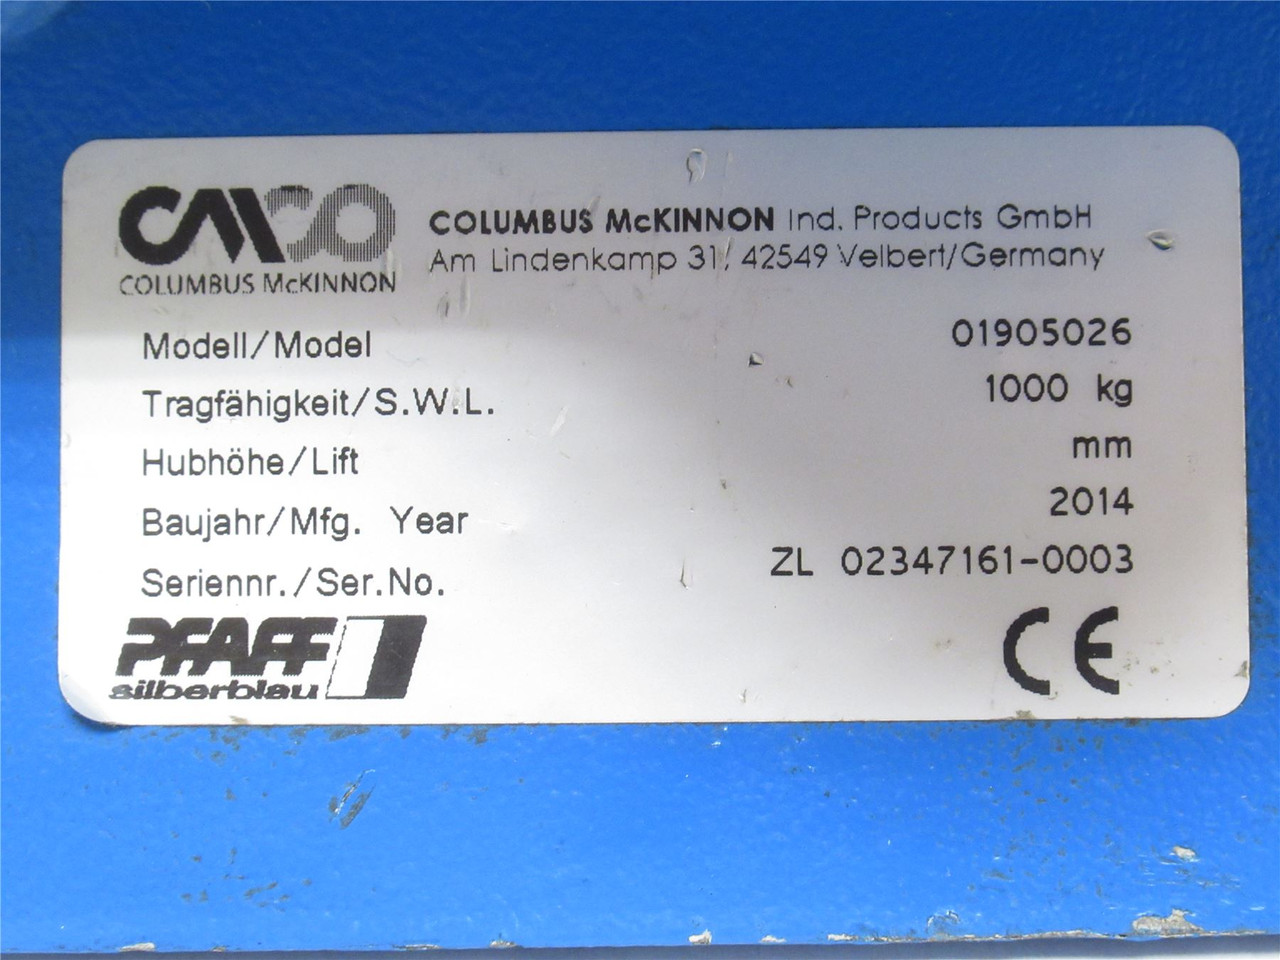 CMCO
COLUMBUS McKINNON
COLUMBUS McKINNON Ind. Products GmbH
Am Lindenkamp 31, 42549 Velbert/Germany
Modell/Model 01905026
Tragfähigkeit/S.W.L. 1000 kg
Hubhöhe/Lift mm
Baujahr/Mfg. Year 2014
Seriennr./Ser.No. ZL 02347161-0003
PFAFF
silberblau
CE